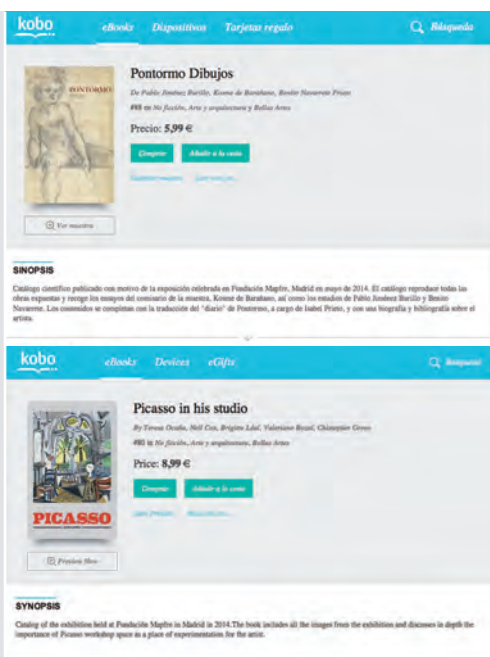 kobo
eBooks Dispositivos Tarjetas regalo Búsqueda
PONTORMO
Pontormo Dibujos
De Pablo Jiménez Burillo, Kosme de Barañano, Benito Navarrete Prieto
#88 in: No ficción, Arte y arquitectura y Bellas Artes
Precio: 5,99 €
Comprar Añadir a la cesta
Ver muestra
SINOPSIS
Catálogo científico publicado con motivo de la exposición celebrada en Fundación Mapfre, Madrid en mayo de 2014. El catálogo reproduce todas las
obras expuestas y recoge los ensayos del comisario de la muestra, Kosme de Barañano, así como los estudios de Pablo Jiménez Burillo y Benito
Navarrete. Los contenidos se completan con la traducción del "diario" de Pontormo, a cargo de Isabel Prieto, y con una biografía y bibliografía sobre el
artista.
kobo
eBooks Devices eGifts Búsqueda
PICASSO
Picasso in his studio
By Teresa Ocaña, Neil Cox, Brigitte Léal, Valeriano Bozal, Christopher Green
#80 in No ficción, Arte y arquitectura, Bellas Artes
Price: 8,99 €
Comprar Añadir a la cesta
Preview Now
SYNOPSIS
Catalog of the exhibition held at Fundación Mapfre in Madrid in 2014.The book includes all the images from the exhibition and discusses in depth the
importance of Picasso workshop space as a place of experimentation for the artist.